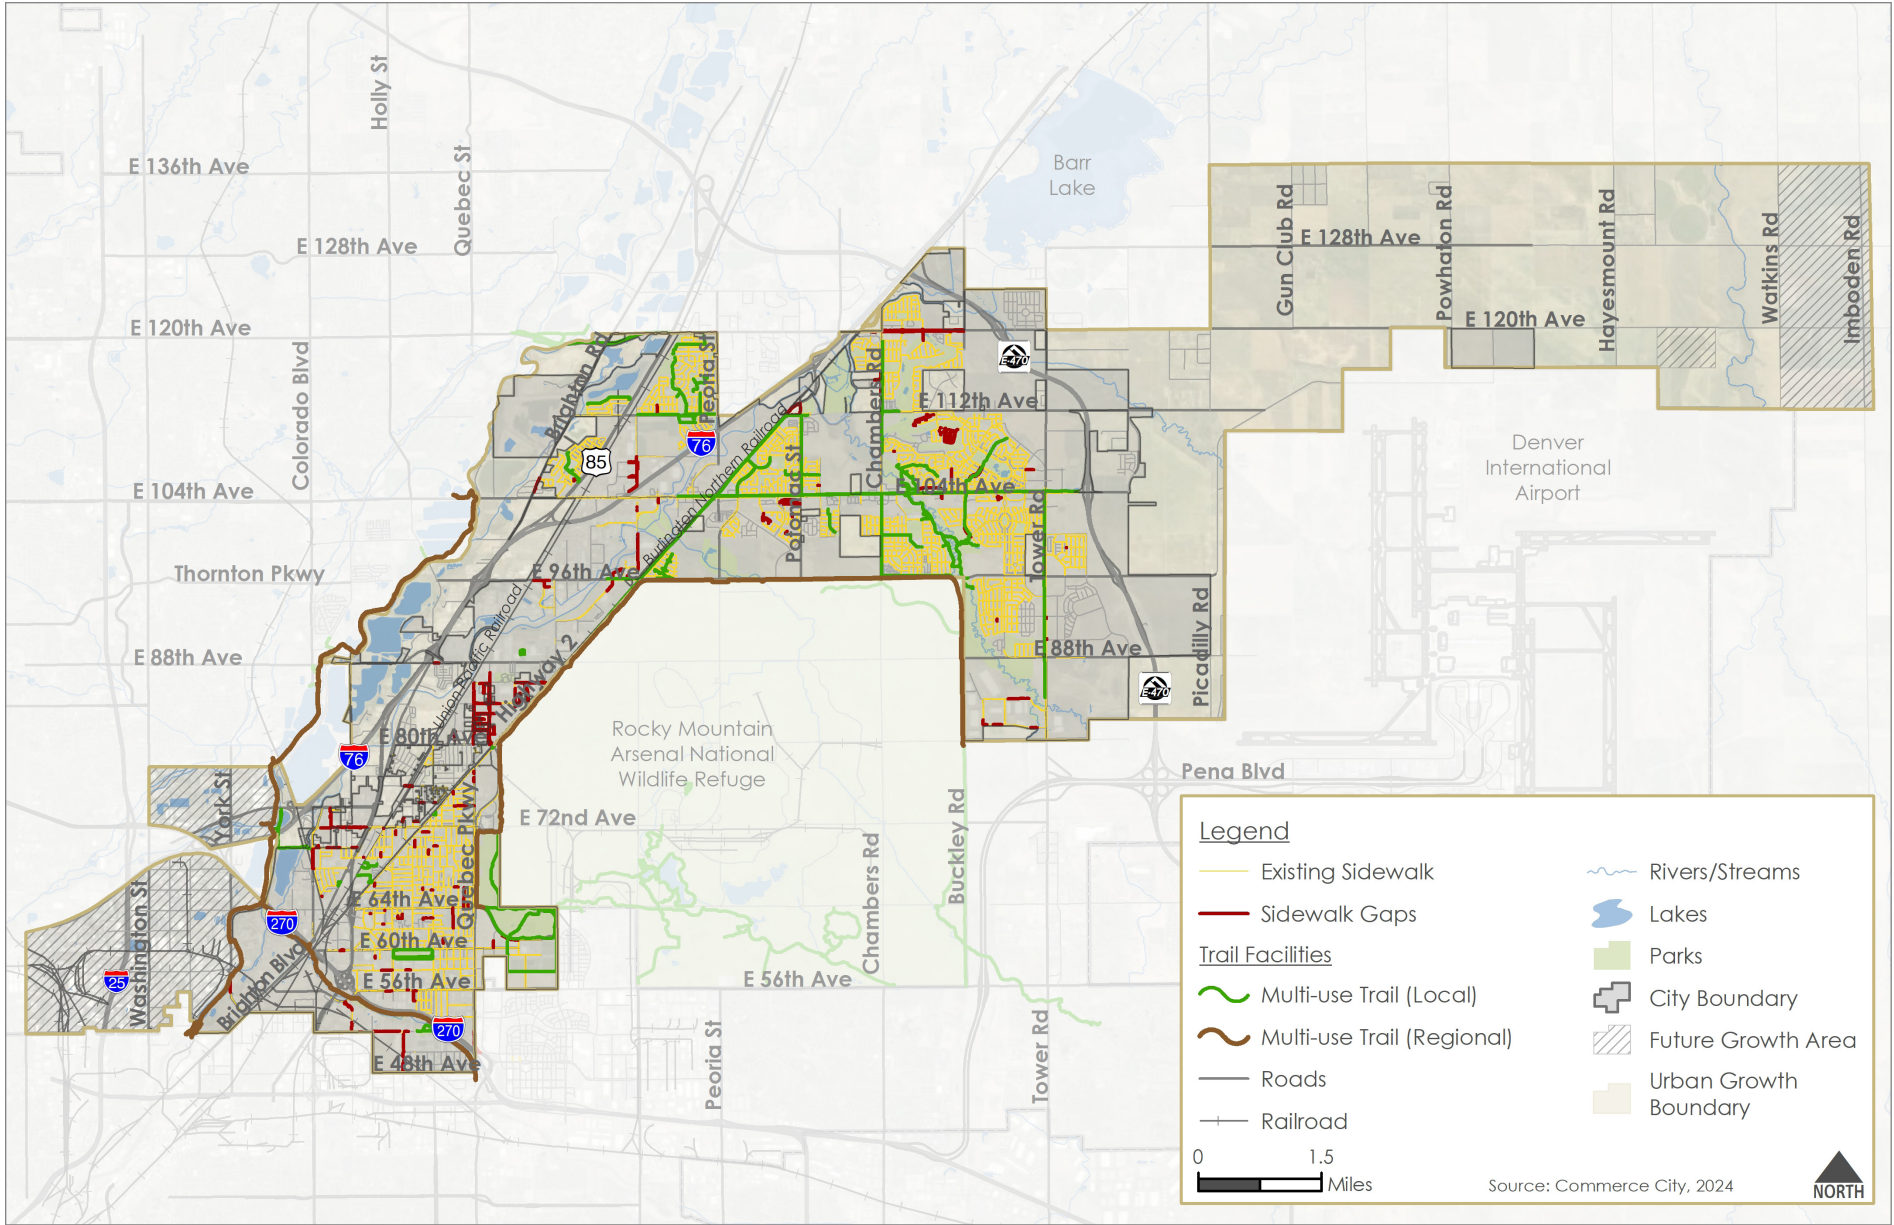 Holly St
Quebec St
E 136th Ave
E 128th Ave
E 120th Ave
Colorado Blvd
E 104th Ave
Thornton Pkwy
E 88th Ave
Barr
Lake
Gun Club Rd
E 128th Ave
Powhaton Rd
Hayesmount Rd
Watkins Rd
Imboden Rd
E 120th Ave
Brighton Rd
Peoria St
76
85
Burlington Northern Railroad
Potomac St
Chambers Rd
E-470
E 112th Ave
E 104th Ave
Tower Rd
E 96th Ave
Union Pacific Railroad
Highway 2
E 88th Ave
Picadilly Rd
E-470
Denver
International
Airport
Rocky Mountain
Arsenal National
Wildlife Refuge
E 80th Ave
76
Pena Blvd
York St
E 72nd Ave
Quebec Pkwy
Chambers Rd
Buckley Rd
Washington St
E 64th Ave
270
E 60th Ave
Brighton Blvd
25
E 56th Ave
E 56th Ave
270
E 48th Ave
Peoria St
Tower Rd
Legend
Existing Sidewalk
Sidewalk Gaps
Trail Facilities
Multi-use Trail (Local)
Multi-use Trail (Regional)
Roads
Railroad
Rivers/Streams
Lakes
Parks
City Boundary
Future Growth Area
Urban Growth
Boundary
0 1.5
Miles
Source: Commerce City, 2024
NORTH